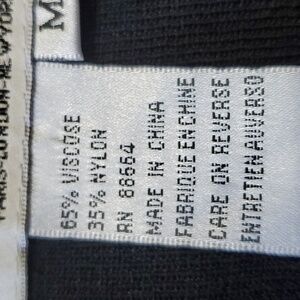 PARIS-LONDON-NEW YORK
M
65% VISCOSE
35% NYLON
RN 88664
MADE IN CHINA
FABRIQUE EN CHINE
CARE ON REVERSE
ENTRETIEN AU VERSO